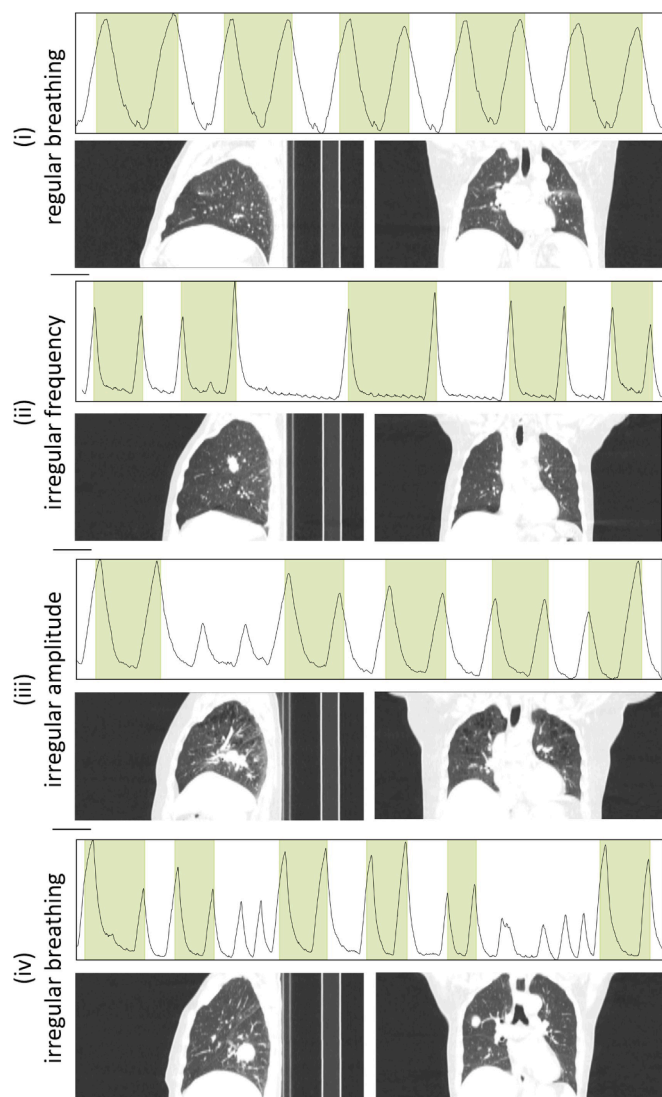 (i)
regular breathing
(ii)
irregular frequency
(iii)
irregular amplitude
(iv)
irregular breathing